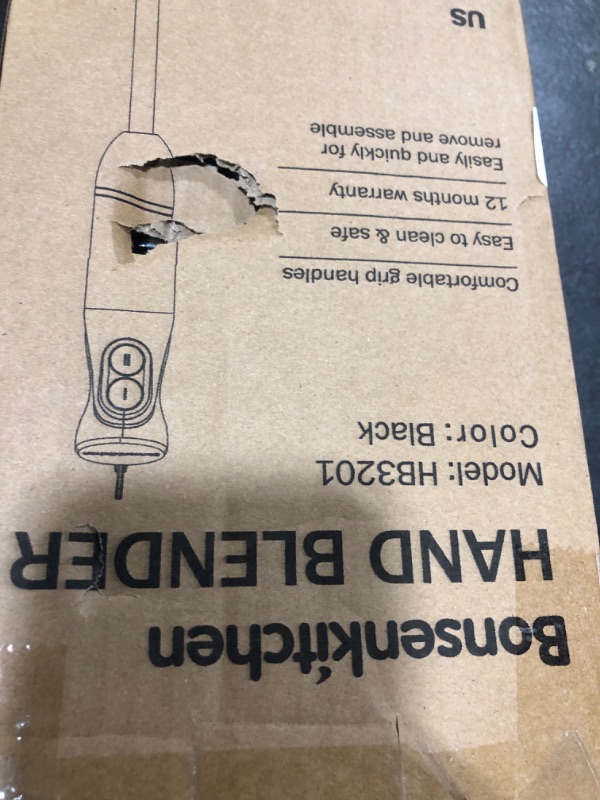 Bonsenkitchen
HAND BLENDER
Model: HB3201
Color: Black
Comfortable grip handles
Easy to clean & safe
12 months warranty
Easily and quickly for
remove and assemble
US
I
II